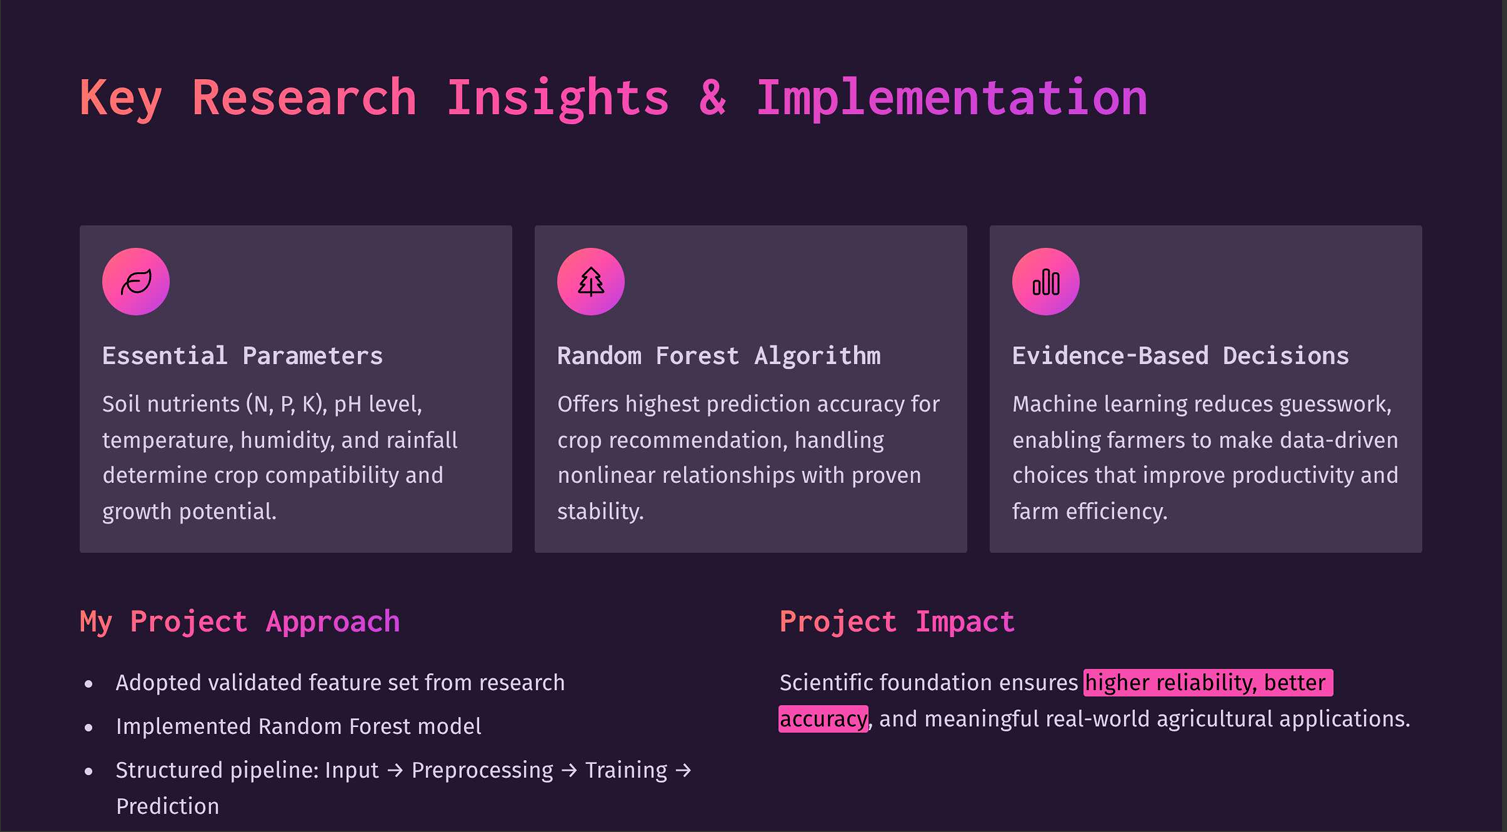 Key Research Insights & Implementation
Essential Parameters
Soil nutrients (N, P, K), pH level,
temperature, humidity, and rainfall
determine crop compatibility and
growth potential.
Random Forest Algorithm
Offers highest prediction accuracy for
crop recommendation, handling
nonlinear relationships with proven
stability.
Evidence-Based Decisions
Machine learning reduces guesswork,
enabling farmers to make data-driven
choices that improve productivity and
farm efficiency.
My Project Approach
• Adopted validated feature set from research
• Implemented Random Forest model
• Structured pipeline: Input → Preprocessing → Training →
Prediction
Project Impact
Scientific foundation ensures higher reliability, better
accuracy, and meaningful real-world agricultural applications.